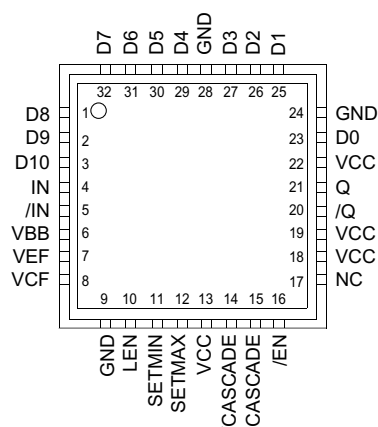 D7 D6 D5 D4 GND D3 D2 D1
32 31 30 29 28 27 26 25
D8 1 24 GND
D9 2 23 D0
D10 3 22 VCC
IN 4 21 Q
/IN 5 20 /Q
VBB 6 19 VCC
VEF 7 18 VCC
VCF 8 17 NC
9 10 11 12 13 14 15 16
GND LEN SETMIN SETMAX VCC CASCADE CASCADE /EN